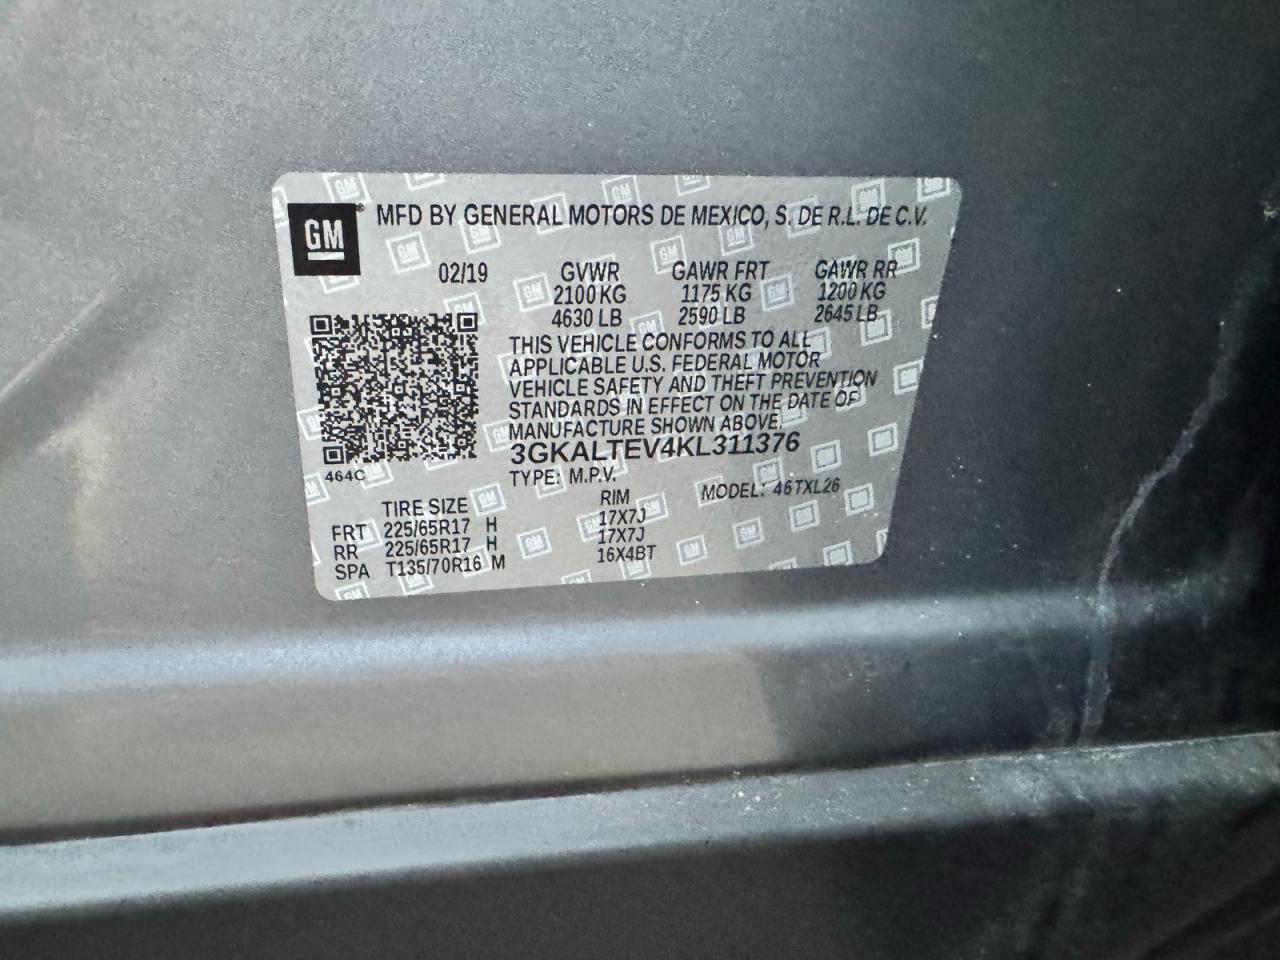 GM
MFD BY GENERAL MOTORS DE MEXICO, S. DE R.L. DE C.V.
02/19 GVWR GAWR FRT GAWR RR
2100 KG 1175 KG 1200 KG
4630 LB 2590 LB 2645 LB
THIS VEHICLE CONFORMS TO ALL
APPLICABLE U.S. FEDERAL MOTOR
VEHICLE SAFETY AND THEFT PREVENTION
STANDARDS IN EFFECT ON THE DATE OF
MANUFACTURE SHOWN ABOVE.
3GKALTEV4KL311376
464C
TYPE: M.P.V. MODEL: 46TXL26
TIRE SIZE RIM
FRT 225/65R17 H 17X7J
RR 225/65R17 H 17X7J
SPA T135/70R16 M 16X4BT